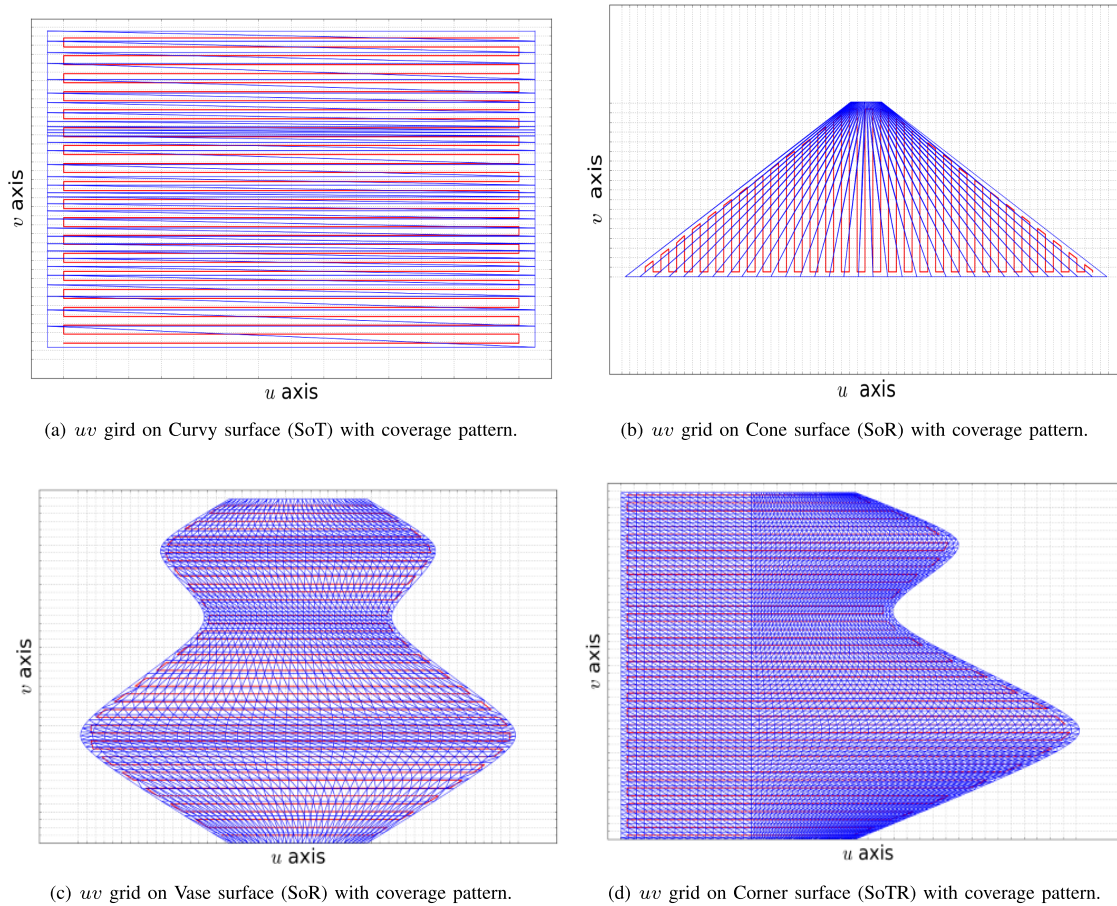 v axis
u axis
(a) uv gird on Curvy surface (SoT) with coverage pattern.
v axis
u axis
(b) uv grid on Cone surface (SoR) with coverage pattern.
v axis
u axis
(c) uv grid on Vase surface (SoR) with coverage pattern.
v axis
u axis
(d) uv grid on Corner surface (SoTR) with coverage pattern.